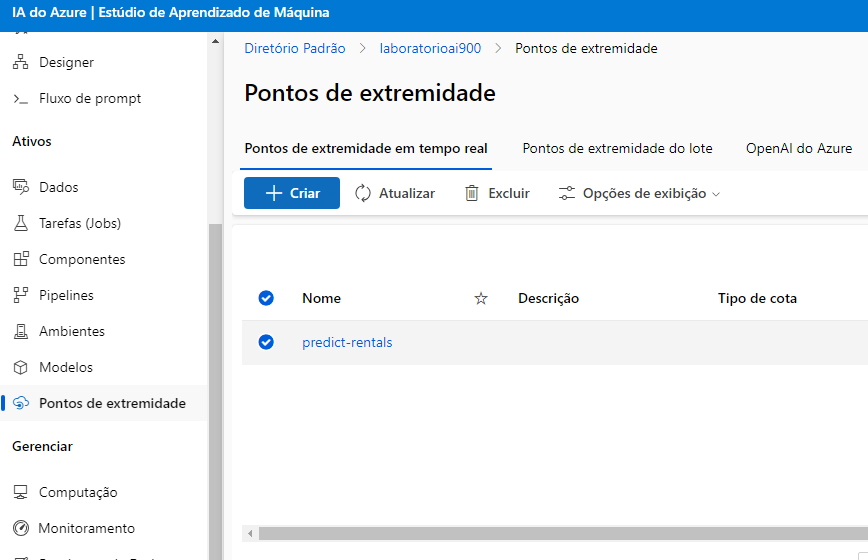 IA do Azure | Estúdio de Aprendizado de Máquina
Designer
Fluxo de prompt
Ativos
Dados
Tarefas (Jobs)
Componentes
Pipelines
Ambientes
Modelos
Pontos de extremidade
Gerenciar
Computação
Monitoramento
Diretório Padrão > laboratorioai900 > Pontos de extremidade
Pontos de extremidade
Pontos de extremidade em tempo real Pontos de extremidade do lote OpenAI do Azure
Criar Atualizar Excluir Opções de exibição
Nome Descrição Tipo de cota
predict-rentals